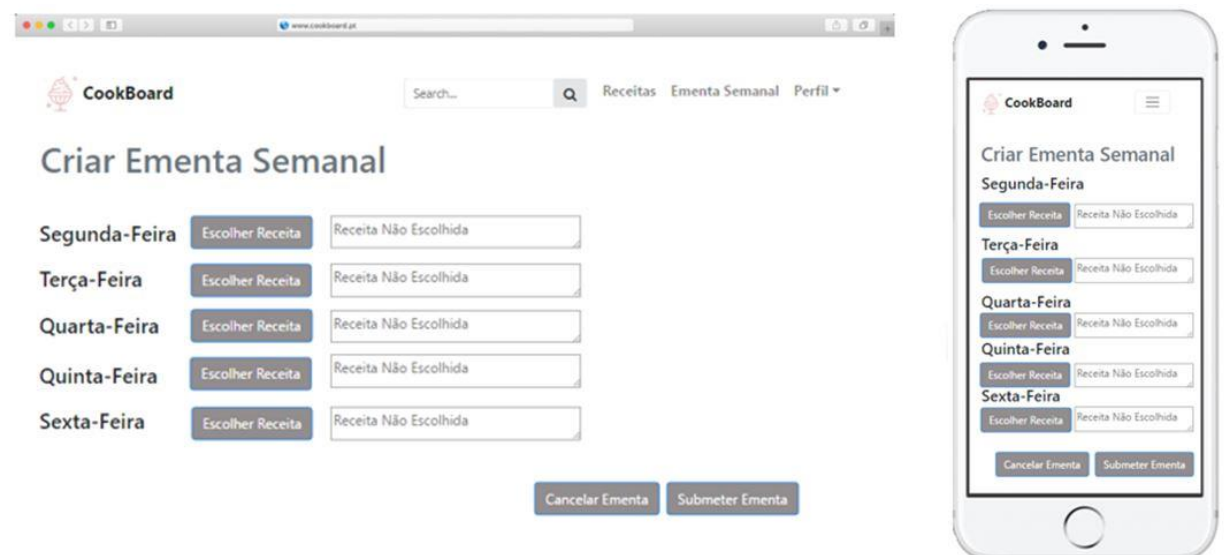 www.cookboard.pt
CookBoard
Search...
Receitas Ementa Semanal Perfil
Criar Ementa Semanal
Segunda-Feira Escolher Receita Receita Não Escolhida
Terça-Feira Escolher Receita Receita Não Escolhida
Quarta-Feira Escolher Receita Receita Não Escolhida
Quinta-Feira Escolher Receita Receita Não Escolhida
Sexta-Feira Escolher Receita Receita Não Escolhida
Cancelar Ementa Submeter Ementa
CookBoard
Criar Ementa Semanal
Segunda-Feira
Escolher Receita Receita Não Escolhida
Terça-Feira
Escolher Receita Receita Não Escolhida
Quarta-Feira
Escolher Receita Receita Não Escolhida
Quinta-Feira
Escolher Receita Receita Não Escolhida
Sexta-Feira
Escolher Receita Receita Não Escolhida
Cancelar Ementa Submeter Ementa